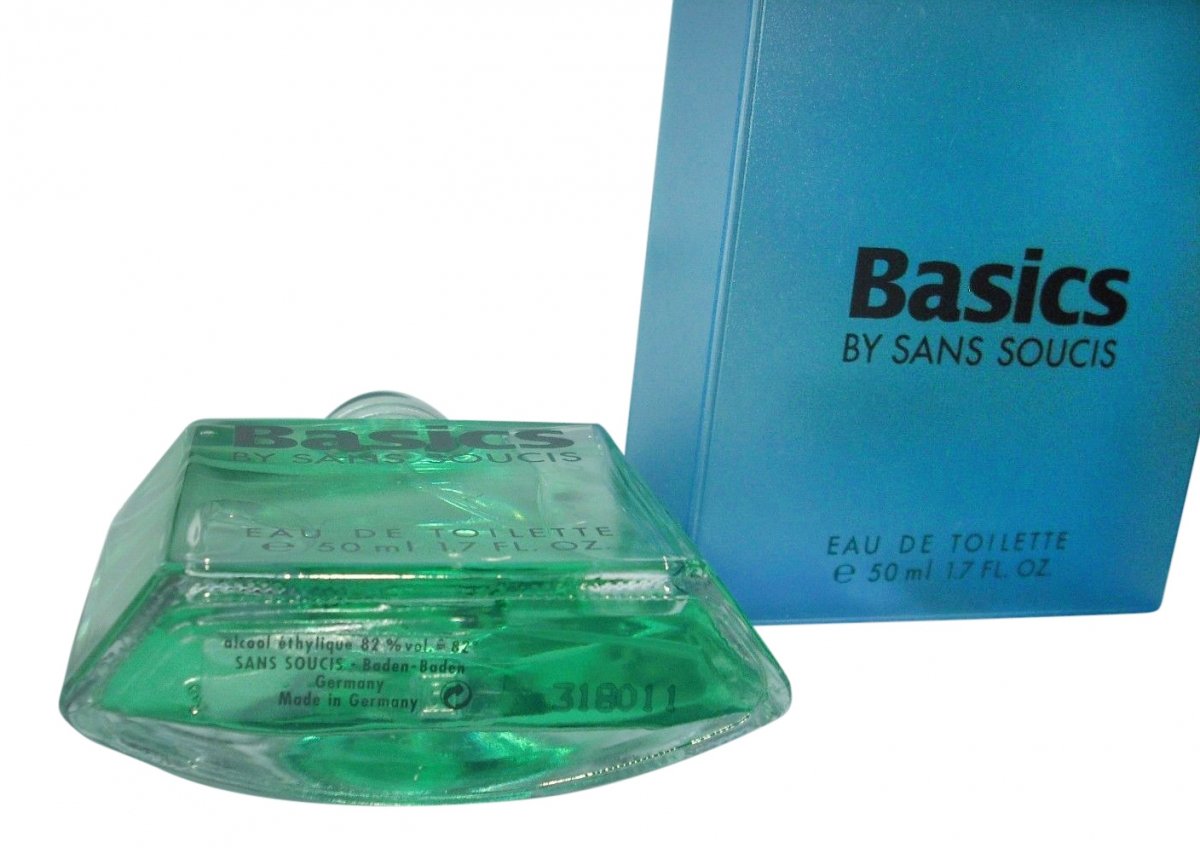 Basics
BY SANS SOUCIS
EAU DE TOILETTE
e 50 ml 1.7 FL. OZ
Basics
BY SANS SOUCIS
EAU DE TOILETTE
e 50 ml 1.7 FL. OZ
alcool éthylique 82 % vol. ≙ 82°
SANS SOUCIS - Baden-Baden
Germany
Made in Germany
318011